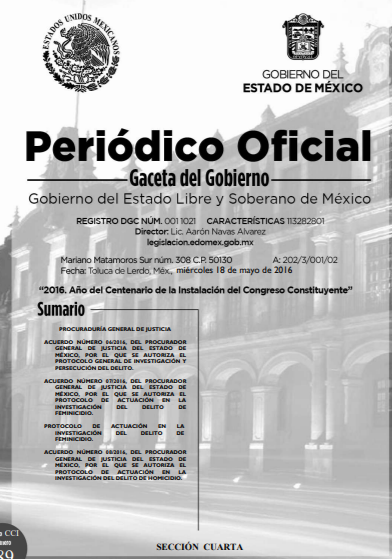 ESTADOS UNIDOS MEXICANOS
GOBIERNO DEL
ESTADO DE MÉXICO
Periódico Oficial
Gaceta del Gobierno
Gobierno del Estado Libre y Soberano de México
REGISTRO DGC NÚM. 001 1021 CARACTERÍSTICAS 113282801
Director: Lic. Aarón Navas Alvarez
legislacion.edomex.gob.mx
Mariano Matamoros Sur núm. 308 C.P. 50130 A: 202/3/001/02
Fecha: Toluca de Lerdo, Méx., miércoles 18 de mayo de 2016
“2016. Año del Centenario de la Instalación del Congreso Constituyente”
Sumario
PROCURADURÍA GENERAL DE JUSTICIA
ACUERDO NÚMERO 06/2016, DEL PROCURADOR
GENERAL DE JUSTICIA DEL ESTADO DE
MÉXICO, POR EL QUE SE AUTORIZA EL
PROTOCOLO GENERAL DE INVESTIGACIÓN Y
PERSECUCIÓN DEL DELITO.
ACUERDO NÚMERO 07/2016, DEL PROCURADOR
GENERAL DE JUSTICIA DEL ESTADO DE
MÉXICO, POR EL QUE SE AUTORIZA EL
PROTOCOLO DE ACTUACIÓN EN LA
INVESTIGACIÓN DEL DELITO DE
FEMINICIDIO.
PROTOCOLO DE ACTUACIÓN EN LA
INVESTIGACIÓN DEL DELITO DE
FEMINICIDIO.
ACUERDO NÚMERO 08/2016, DEL PROCURADOR
GENERAL DE JUSTICIA DEL ESTADO DE
MÉXICO, POR EL QUE SE AUTORIZA EL
PROTOCOLO DE ACTUACIÓN EN LA
INVESTIGACIÓN DEL DELITO DE HOMICIDIO.
CCI
89
SECCIÓN CUARTA